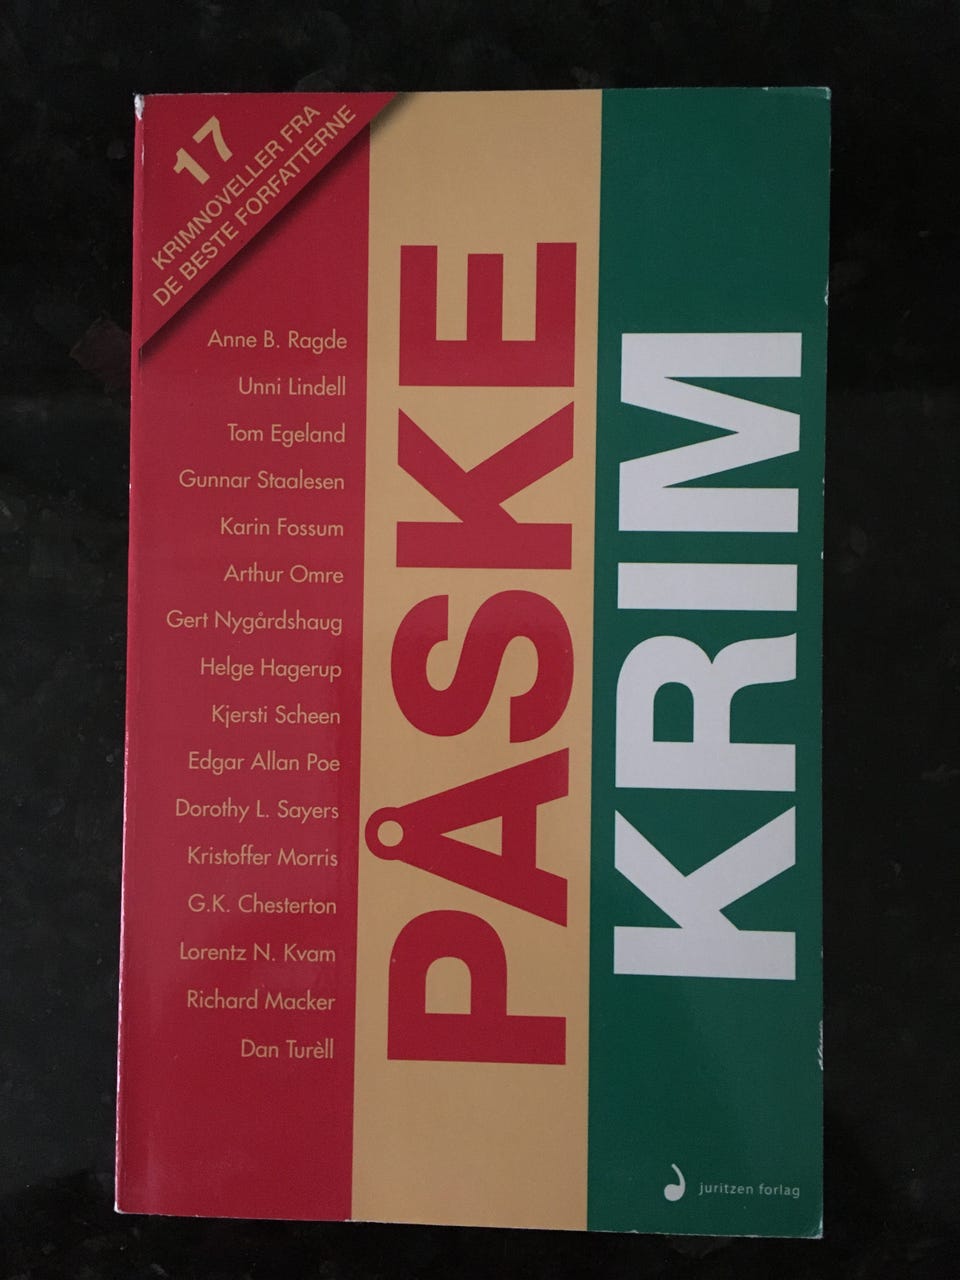 17
KRIMNOVELLER FRA
DE BESTE FORFATTERNE
Anne B. Ragde
Unni Lindell
Tom Egeland
Gunnar Staalesen
Karin Fossum
Arthur Omre
Gert Nygårdshaug
Helge Hagerup
Kjersti Scheen
Edgar Allan Poe
Dorothy L. Sayers
Kristoffer Morris
G.K. Chesterton
Lorentz N. Kvam
Richard Macker
Dan Turèll
PÅSKE
KRIM
juritzen forlag